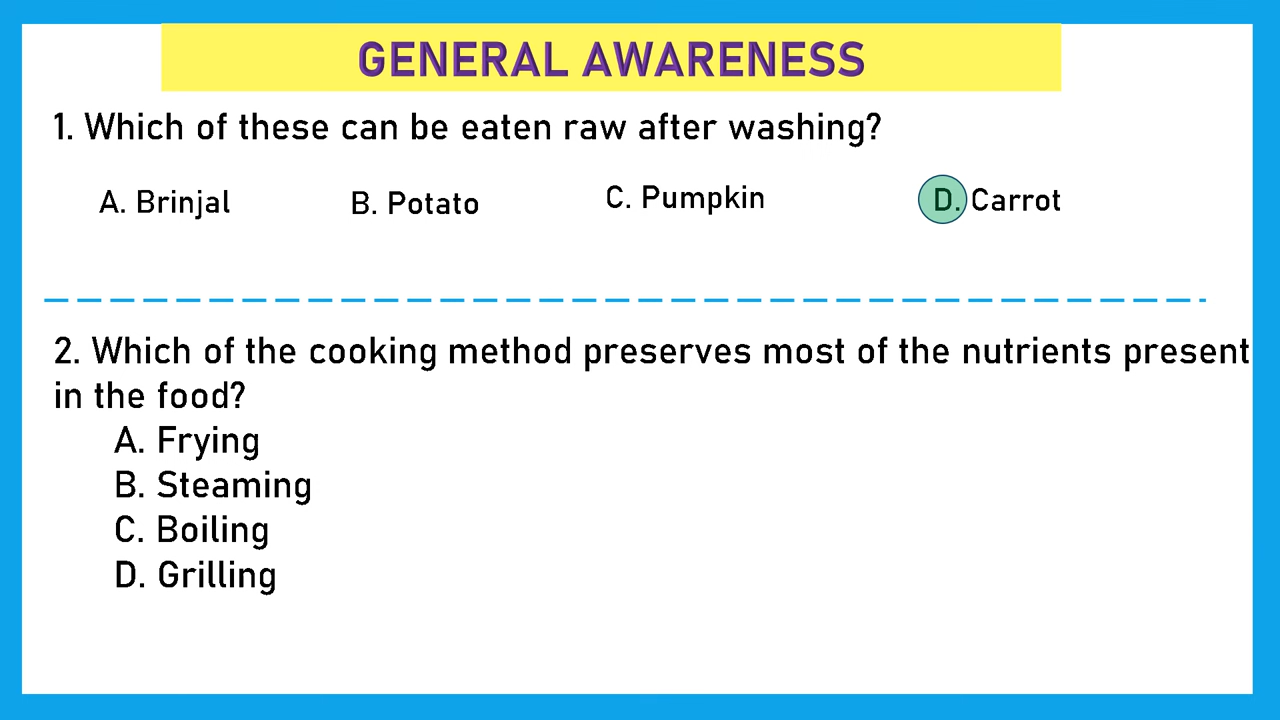 GENERAL AWARENESS
1. Which of these can be eaten raw after washing?
A. Brinjal B. Potato C. Pumpkin D. Carrot
2. Which of the cooking method preserves most of the nutrients present
in the food?
A. Frying
B. Steaming
C. Boiling
D. Grilling